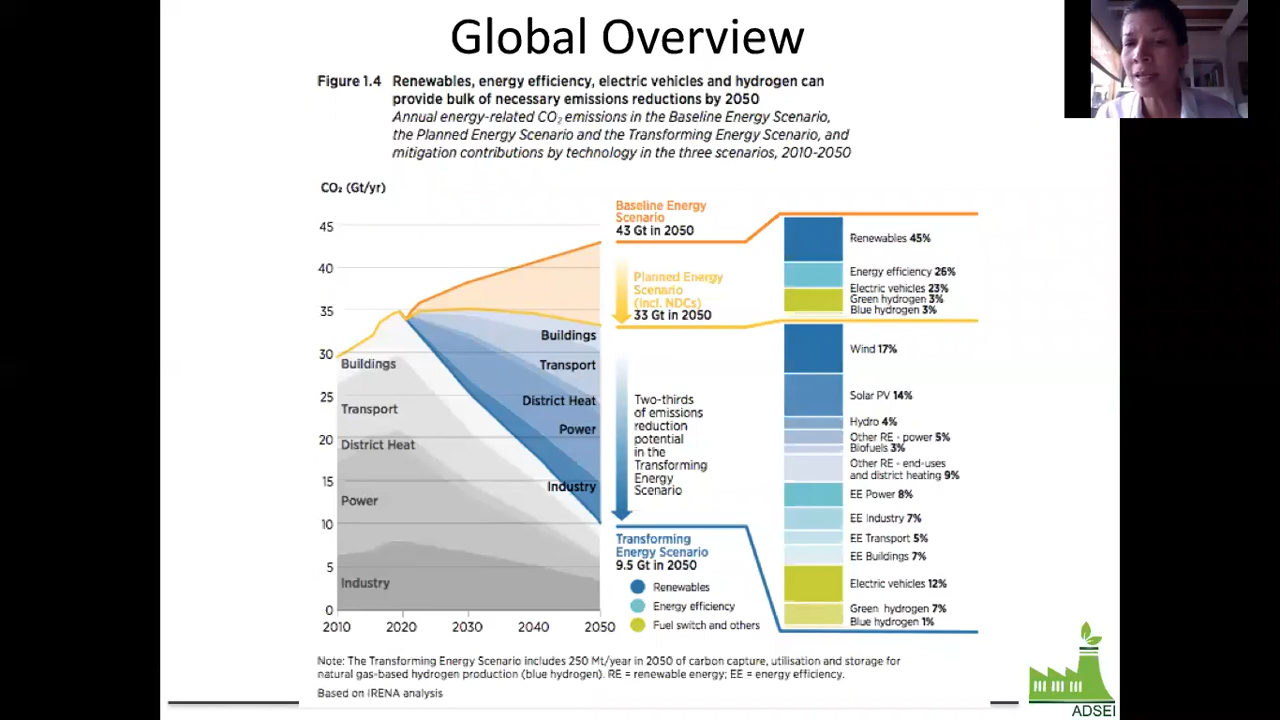 Global Overview
Figure 1.4 Renewables, energy efficiency, electric vehicles and hydrogen can
provide bulk of necessary emissions reductions by 2050
Annual energy-related CO₂ emissions in the Baseline Energy Scenario,
the Planned Energy Scenario and the Transforming Energy Scenario, and
mitigation contributions by technology in the three scenarios, 2010-2050
CO₂ (Gt/yr)
45
40
35
30
25
20
15
10
5
0
2010
2020
2030
2040
2050
Buildings
Transport
District Heat
Power
Industry
Buildings
Transport
District Heat
Power
Industry
Baseline Energy
Scenario
43 Gt in 2050
Planned Energy
Scenario
(incl. NDCs)
33 Gt in 2050
Two-thirds
of emissions
reduction
potential
in the
Transforming
Energy
Scenario
Transforming
Energy Scenario
9.5 Gt in 2050
Renewables
Energy efficiency
Fuel switch and others
Renewables 45%
Energy efficiency 26%
Electric vehicles 23%
Green hydrogen 3%
Blue hydrogen 3%
Wind 17%
Solar PV 14%
Hydro 4%
Other RE - power 5%
Biofuels 3%
Other RE - end-uses
and district heating 9%
EE Power 8%
EE Industry 7%
EE Transport 5%
EE Buildings 7%
Electric vehicles 12%
Green hydrogen 7%
Blue hydrogen 1%
Note: The Transforming Energy Scenario includes 250 Mt/year in 2050 of carbon capture, utilisation and storage for
natural gas-based hydrogen production (blue hydrogen). RE = renewable energy; EE = energy efficiency.
Based on IRENA analysis
ADSEI